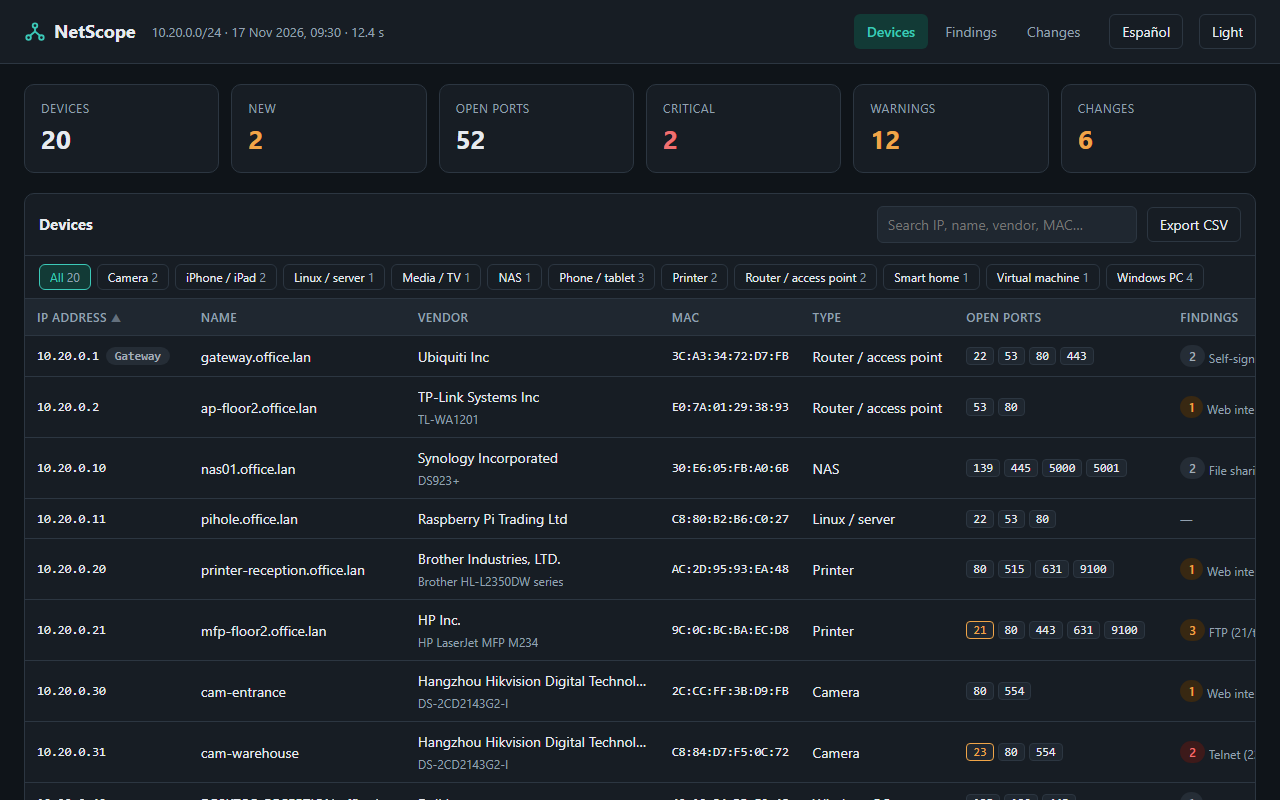 NetScope 10.20.0.0/24 · 17 Nov 2026, 09:30 · 12.4 s Devices Findings Changes Español Light
DEVICES NEW OPEN PORTS CRITICAL WARNINGS CHANGES
20 2 52 2 12 6
Devices Search IP, name, vendor, MAC... Export CSV
All 20 Camera 2 iPhone / iPad 2 Linux / server 1 Media / TV 1 NAS 1 Phone / tablet 3 Printer 2 Router / access point 2 Smart home 1 Virtual machine 1 Windows PC 4
IP ADDRESS ▲ NAME VENDOR MAC TYPE OPEN PORTS FINDINGS
10.20.0.1 Gateway gateway.office.lan Ubiquiti Inc 3C:A3:34:72:D7:FB Router / access point 22 53 80 443 2 Self-sign
10.20.0.2 ap-floor2.office.lan TP-Link Systems Inc E0:7A:01:29:38:93 Router / access point 53 80 1 Web inte
TL-WA1201
10.20.0.10 nas01.office.lan Synology Incorporated 30:E6:05:FB:A0:6B NAS 139 445 5000 5001 2 File shari
DS923+
10.20.0.11 pihole.office.lan Raspberry Pi Trading Ltd C8:80:B2:B6:C0:27 Linux / server 22 53 80 —
10.20.0.20 printer-reception.office.lan Brother Industries, LTD. AC:2D:95:93:EA:48 Printer 80 515 631 9100 1 Web inte
Brother HL-L2350DW series
10.20.0.21 mfp-floor2.office.lan HP Inc. 9C:0C:BC:BA:EC:D8 Printer 21 80 443 631 9100 3 FTP (21/t
HP LaserJet MFP M234
10.20.0.30 cam-entrance Hangzhou Hikvision Digital Technol... 2C:CC:FF:3B:D9:FB Camera 80 554 1 Web inte
DS-2CD2143G2-I
10.20.0.31 cam-warehouse Hangzhou Hikvision Digital Technol... C8:84:D7:F5:0C:72 Camera 23 80 554 2 Telnet (2
DS-2CD2143G2-I